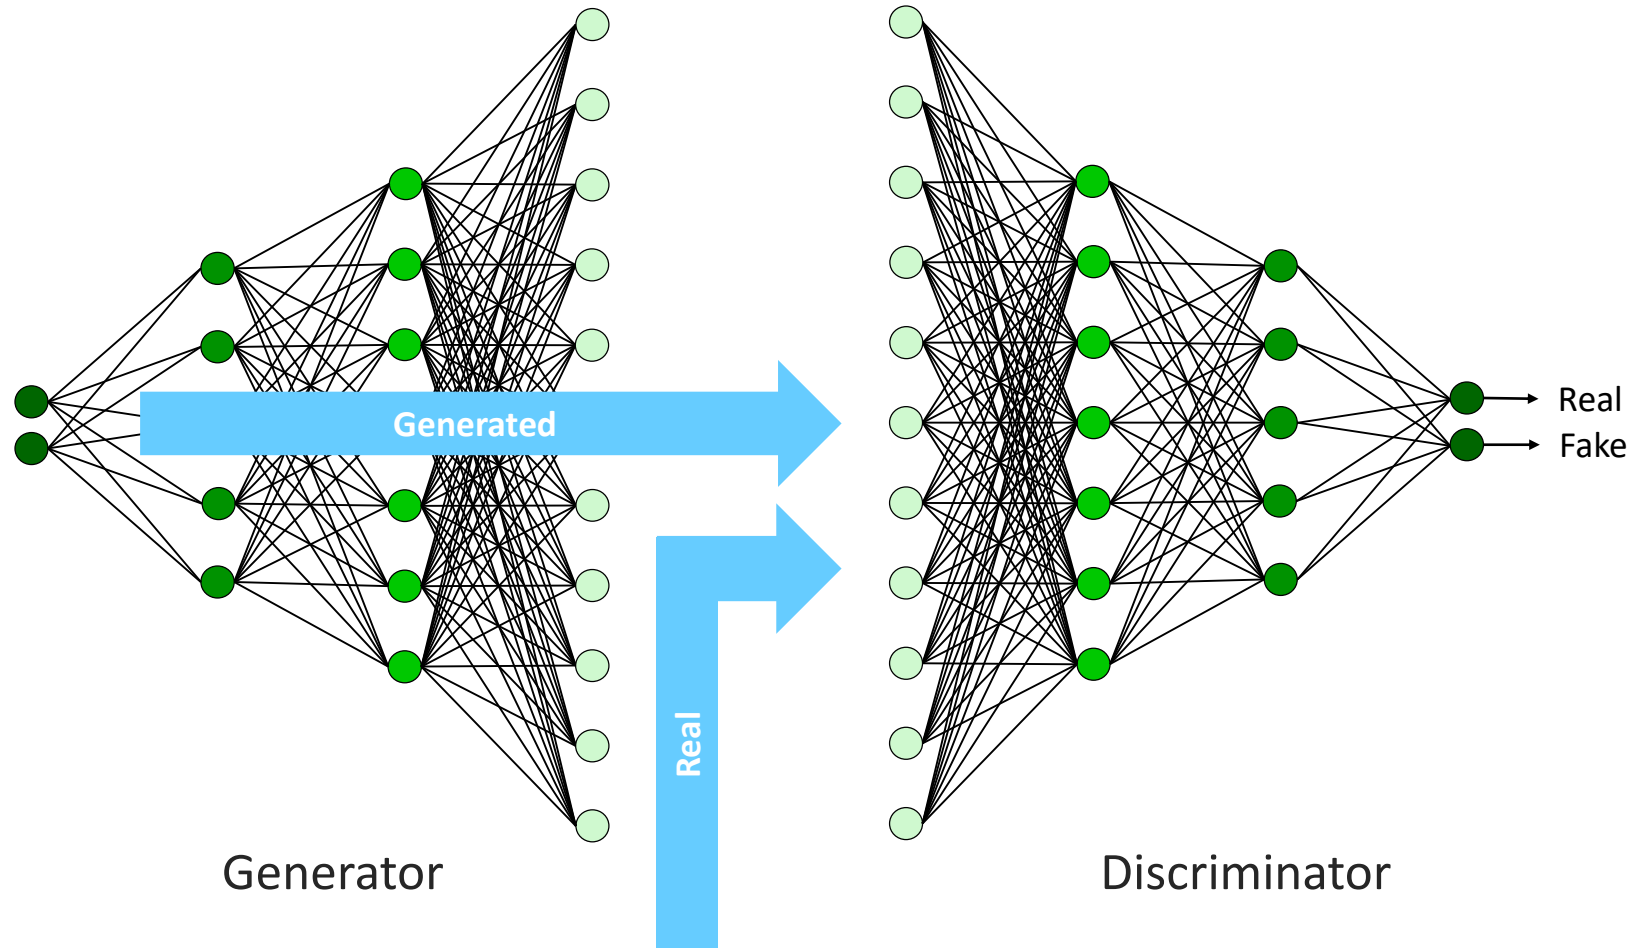 Generated
Real
Real
Fake
Generator
Discriminator